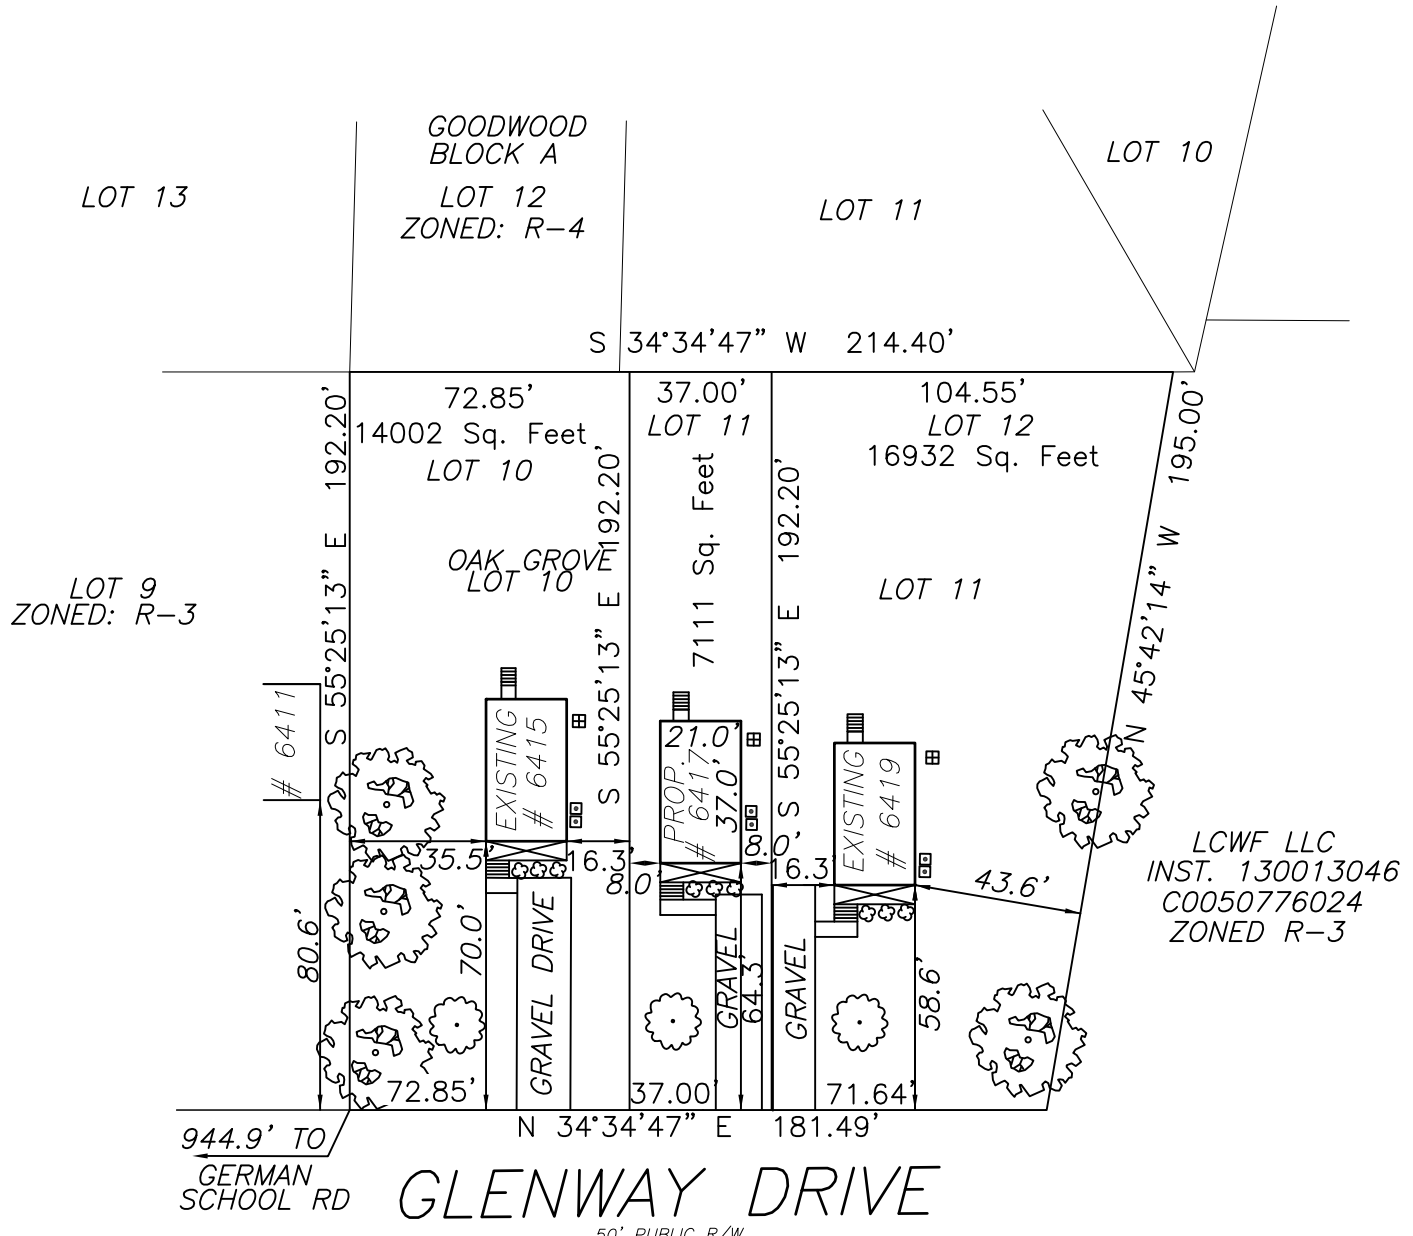 GOODWOOD
BLOCK A
LOT 13
LOT 12
ZONED: R-4
LOT 11
LOT 10
S 34°34'47" W 214.40'
72.85'
14002 Sq. Feet
LOT 10
37.00'
LOT 11
104.55'
LOT 12
16932 Sq. Feet
S 55°25'13" E 192.20'
S 55°25'13" E 192.20'
7111 Sq. Feet
S 55°25'13" E 192.20'
N 45°42'14" W 195.00'
OAK GROVE
LOT 10
LOT 11
LOT 9
ZONED: R-3
# 6411
EXISTING
# 6415
21.0'
PROP.
# 6417
37.0'
EXISTING
# 6419
35.5'
16.3'
8.0'
8.0'
16.3'
43.6'
LCWF LLC
INST. 130013046
C0050776024
ZONED R-3
80.6'
70.0'
GRAVEL DRIVE
GRAVEL
64.3'
GRAVEL
58.6'
72.85'
37.00'
71.64'
N 34°34'47" E 181.49'
944.9' TO
GERMAN
SCHOOL RD
GLENWAY DRIVE
50' PUBLIC R/W